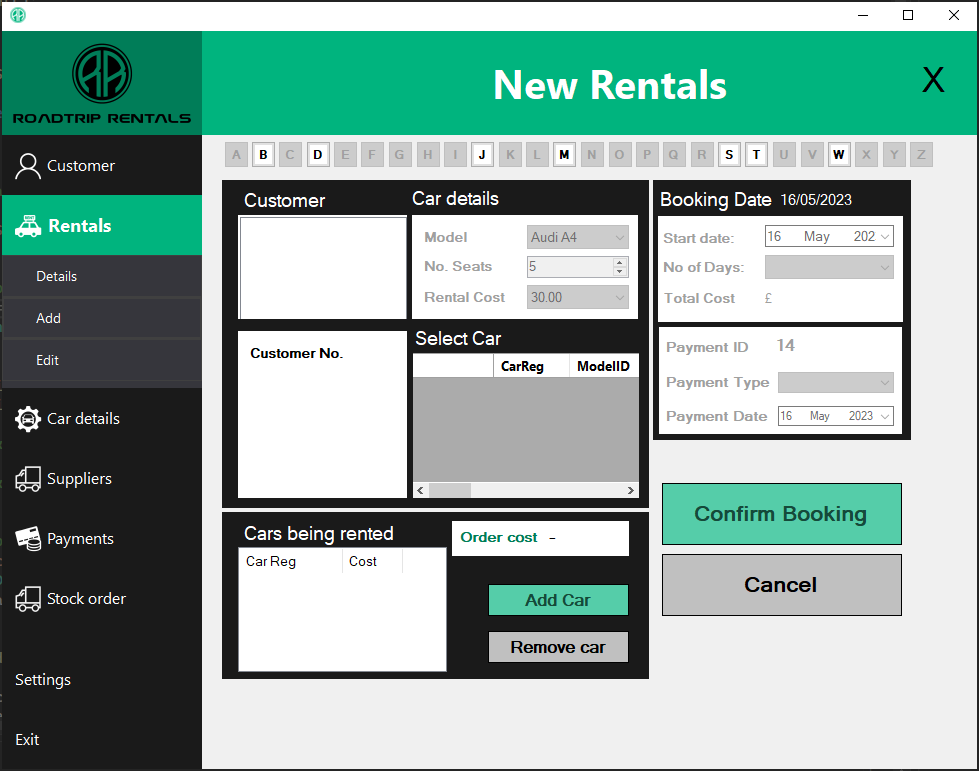 New Rentals
X
ROADTRIP RENTALS
A B C D E F G H I J K L M N O P Q R S T U V W X Y Z
Customer
Rentals
Details
Add
Edit
Car details
Suppliers
Payments
Stock order
Settings
Exit
Customer
Customer No.
Car details
Model Audi A4
No. Seats 5
Rental Cost 30.00
Select Car
CarReg ModelID
Booking Date 16/05/2023
Start date: 16 May 202
No of Days:
Total Cost £
Payment ID 14
Payment Type
Payment Date 16 May 2023
Cars being rented
Car Reg Cost
Order cost -
Add Car
Remove car
Confirm Booking
Cancel